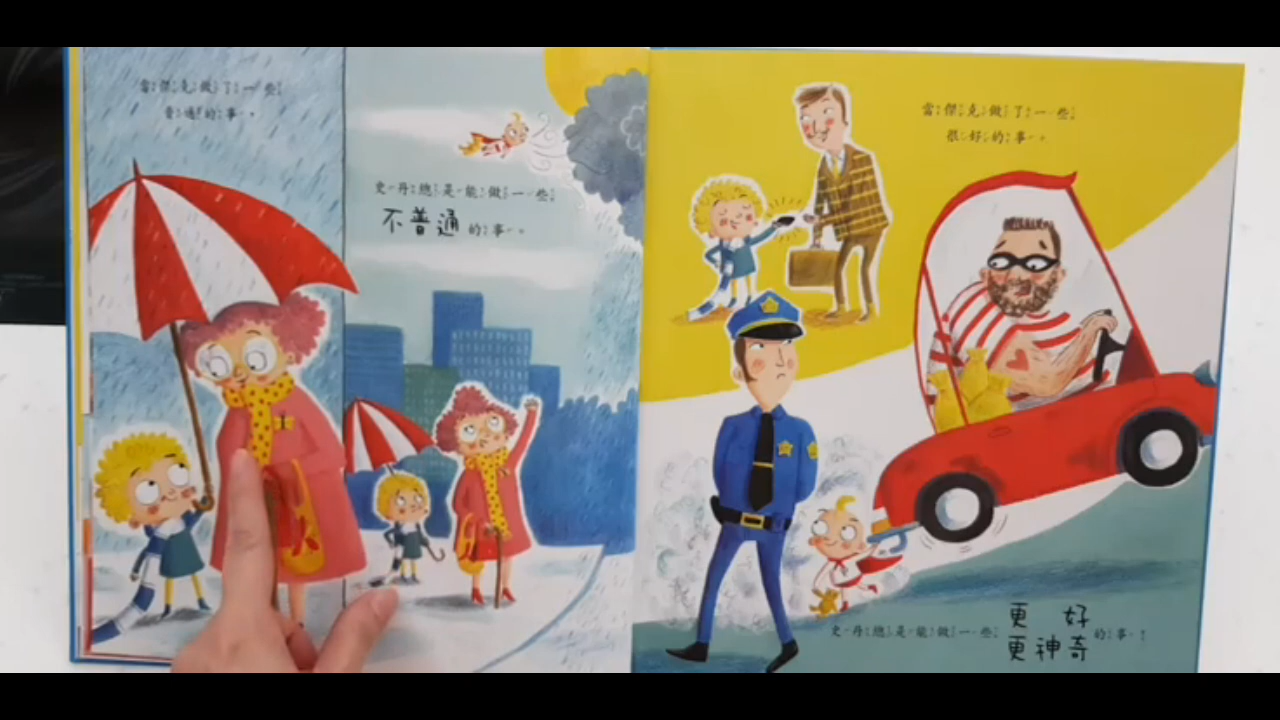 當傑克做了一些
普通的事。
史丹總是能做一些
不普通的事。
當傑克做了一些
很好的事。
史丹總是能做一些
更好
更神奇的事！